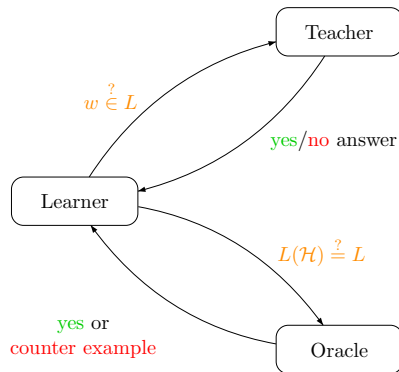 Teacher
w ∈? L
yes/no answer
Learner
L(ℋ) =? L
yes or
counter example
Oracle